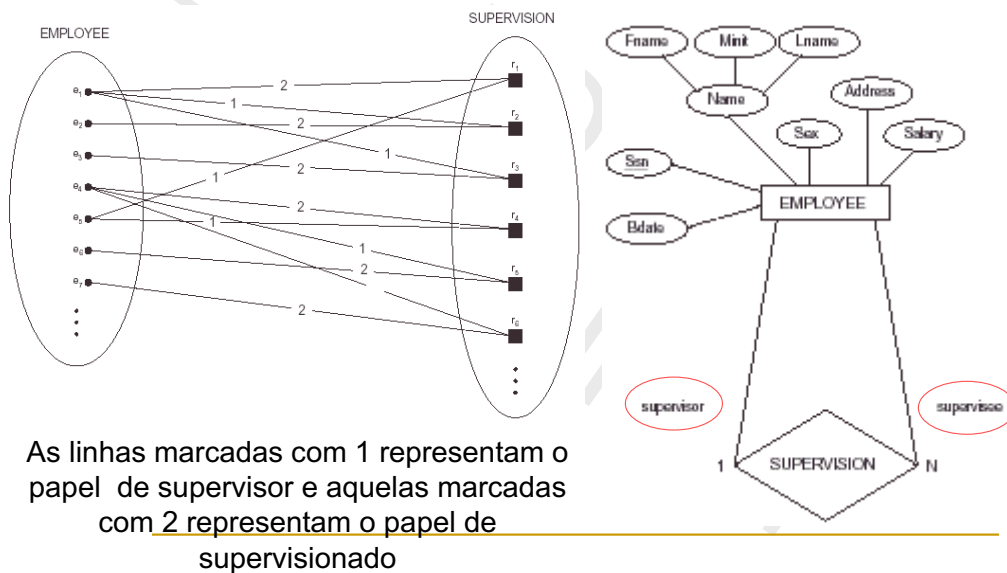 EMPLOYEE
SUPERVISION
e1
e2
e3
e4
e5
e6
e7
r1
r2
r3
r4
r5
r6
2
1
2
1
2
1
2
1
1
2
2
Fname
Minit
Lname
Name
Address
Sex
Salary
Ssn
Bdate
EMPLOYEE
supervisor
supervisee
1
SUPERVISION
N
As linhas marcadas com 1 representam o
papel de supervisor e aquelas marcadas
com 2 representam o papel de
supervisionado